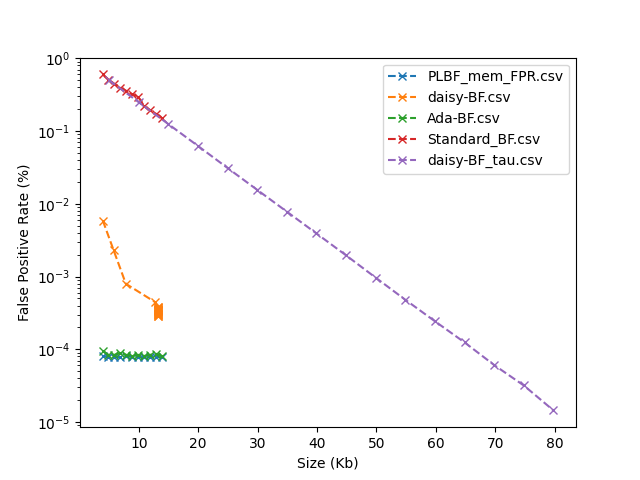 10^0
10^-1
10^-2
10^-3
10^-4
10^-5
False Positive Rate (%)
PLBF_mem_FPR.csv
daisy-BF.csv
Ada-BF.csv
Standard_BF.csv
daisy-BF_tau.csv
10 20 30 40 50 60 70 80
Size (Kb)